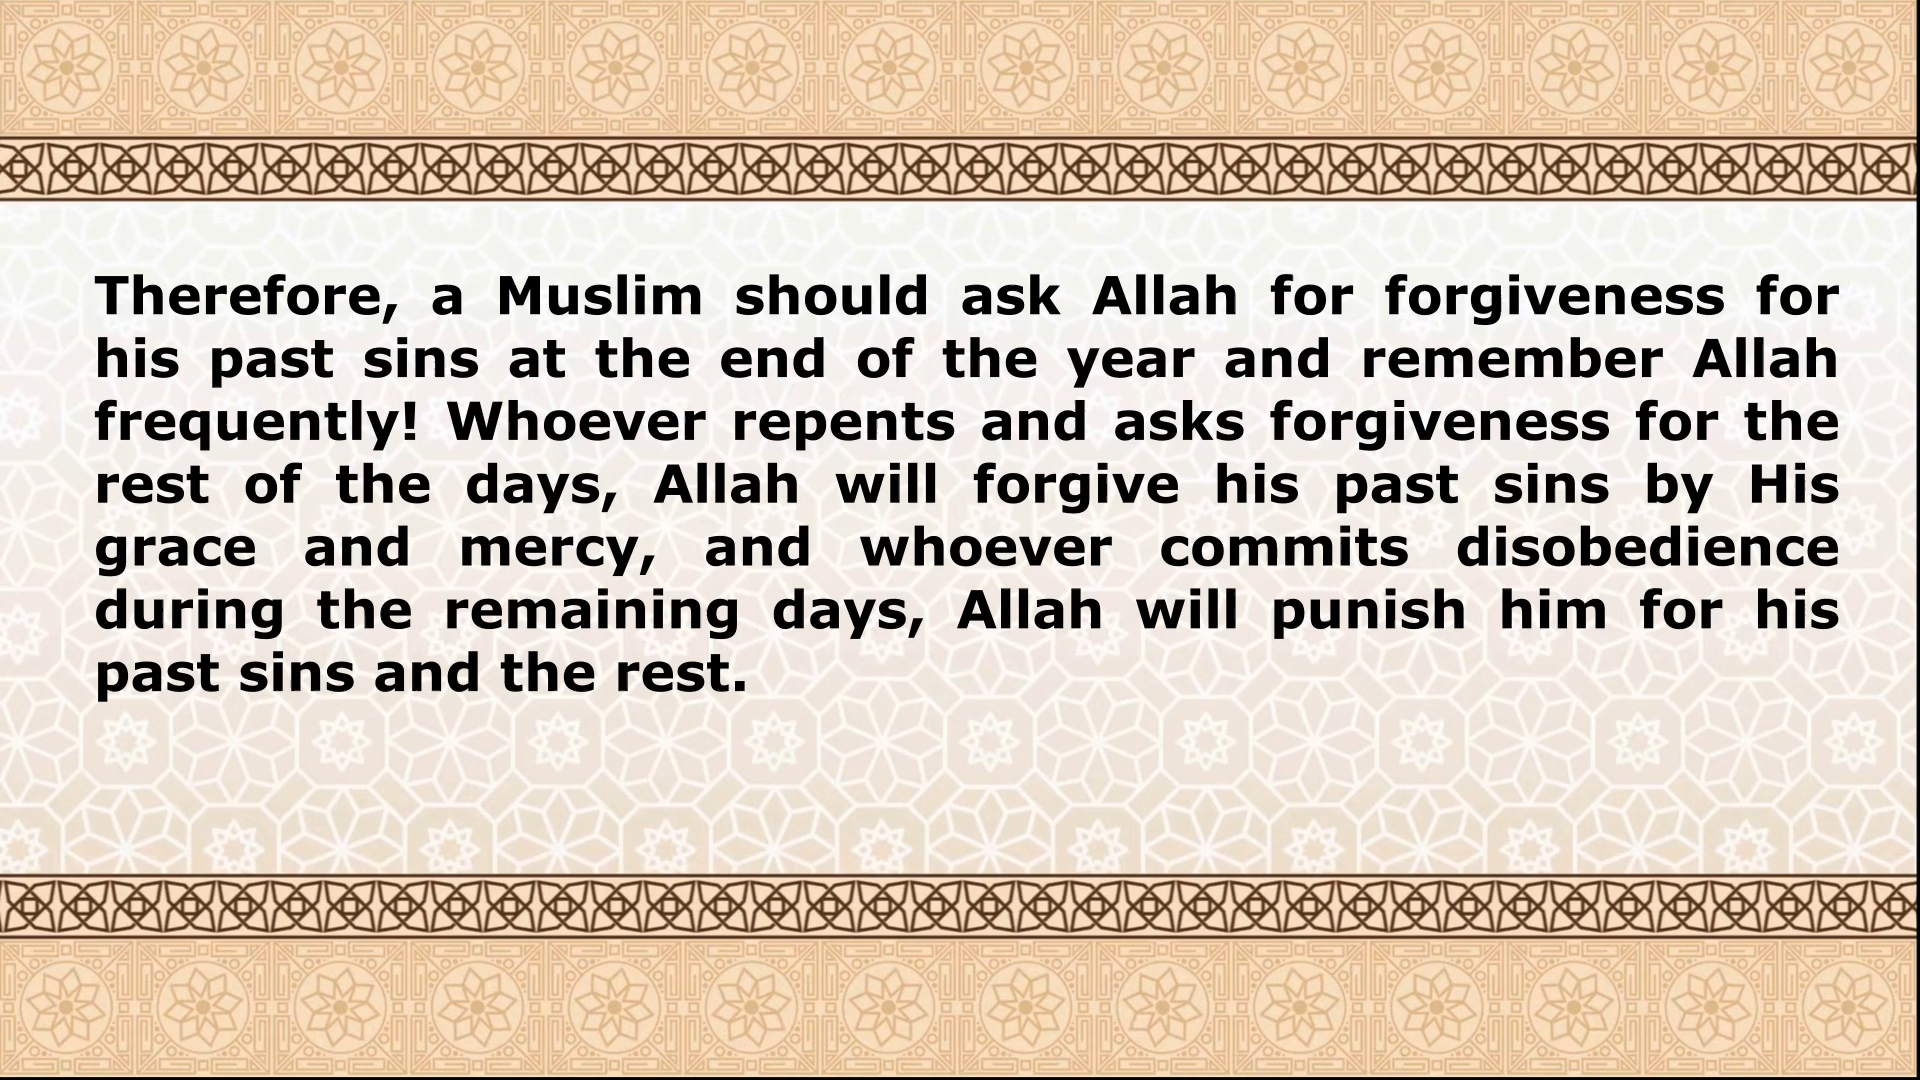 Therefore, a Muslim should ask Allah for forgiveness for
his past sins at the end of the year and remember Allah
frequently! Whoever repents and asks forgiveness for the
rest of the days, Allah will forgive his past sins by His
grace and mercy, and whoever commits disobedience
during the remaining days, Allah will punish him for his
past sins and the rest.